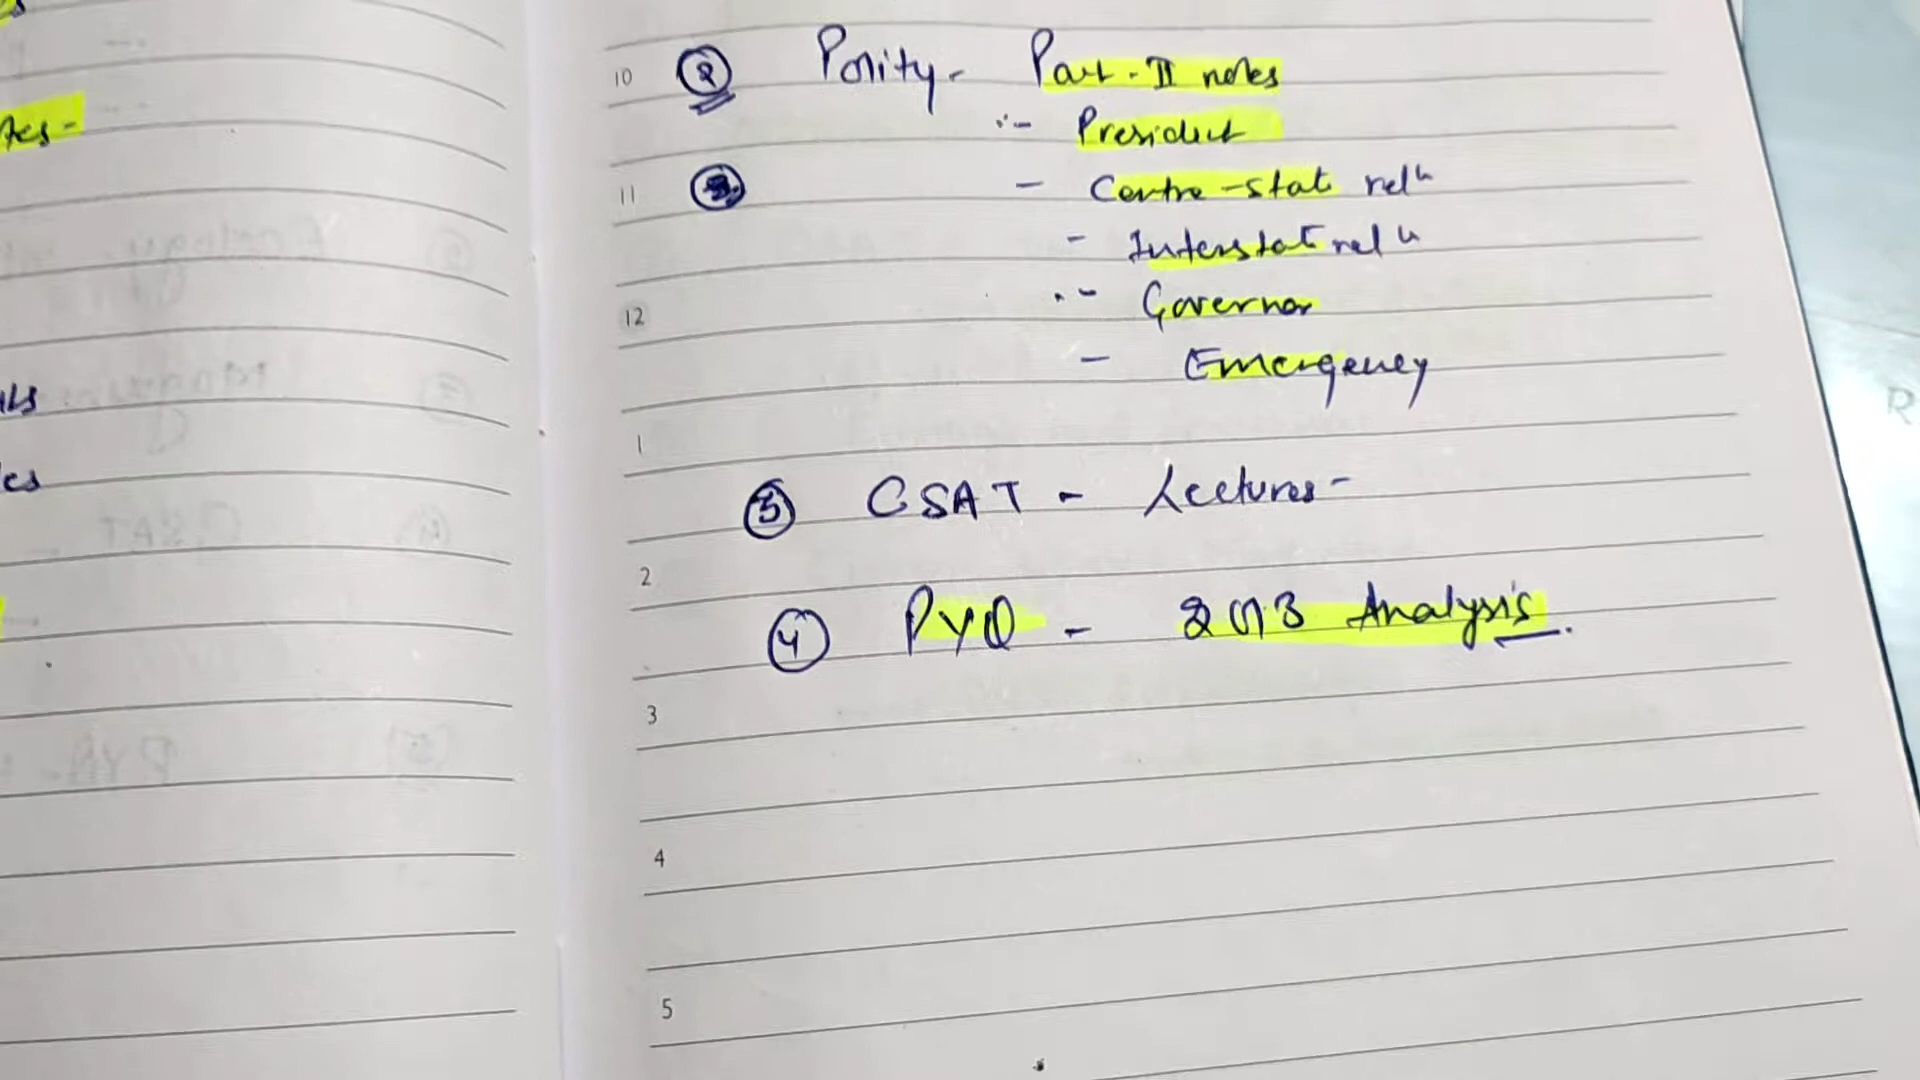 10 ② Polity - Part - II notes
:- President
11 - Centre - stat relⁿ
- Interstat relⁿ
12 :- Governor
- Emergency
1
③ CSAT - Lectures -
2
④ PYQ - 2013 Analysis.
3
4
5